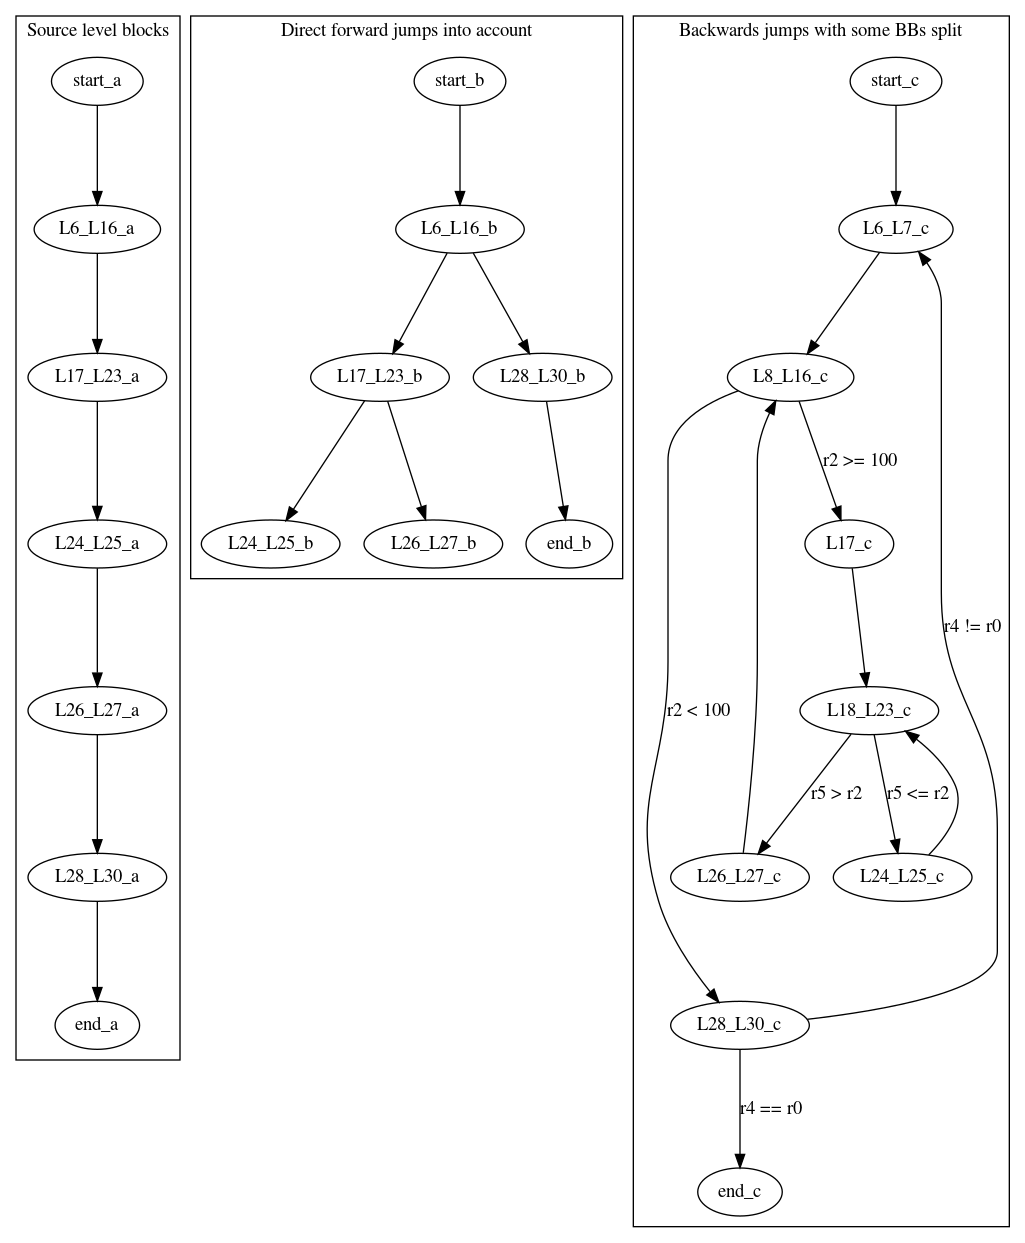 Source level blocks
start_a
L6_L16_a
L17_L23_a
L24_L25_a
L26_L27_a
L28_L30_a
end_a
Direct forward jumps into account
start_b
L6_L16_b
L17_L23_b
L28_L30_b
L24_L25_b
L26_L27_b
end_b
Backwards jumps with some BBs split
start_c
L6_L7_c
L8_L16_c
r2 >= 100
L17_c
r4 != r0
L18_L23_c
r2 < 100
r5 > r2
r5 <= r2
L26_L27_c
L24_L25_c
L28_L30_c
r4 == r0
end_c